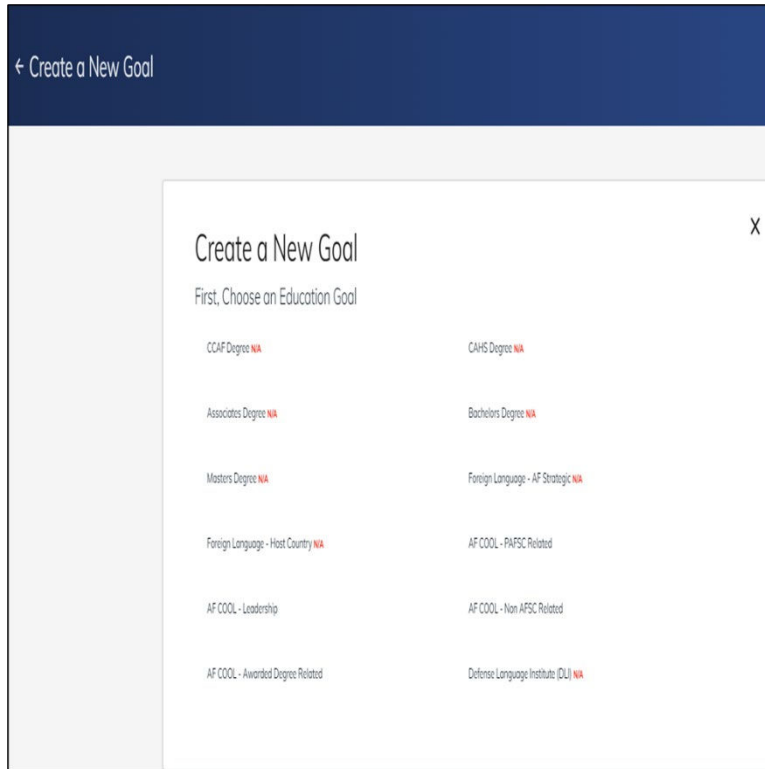 ← Create a New Goal
X
Create a New Goal
First, Choose an Education Goal
CCAF Degree N/A
CAHS Degree N/A
Associates Degree N/A
Bachelors Degree N/A
Masters Degree N/A
Foreign Language - AF Strategic N/A
Foreign Language - Host Country N/A
AF COOL - PAFSC Related
AF COOL - Leadership
AF COOL - Non AFSC Related
AF COOL - Awarded Degree Related
Defense Language Institute (DLI) N/A